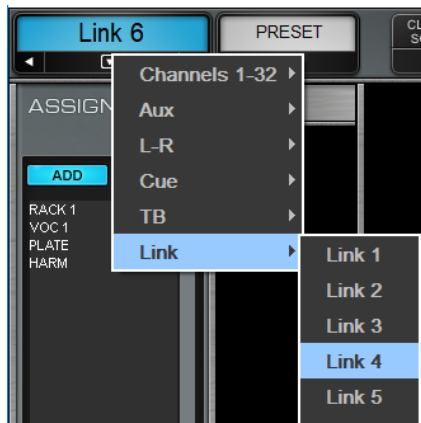 Link 6
PRESET
Channels 1-32
Aux
L-R
Cue
TB
Link
ASSIGN
ADD
RACK 1
VOC 1
PLATE
HARM
Link 1
Link 2
Link 3
Link 4
Link 5